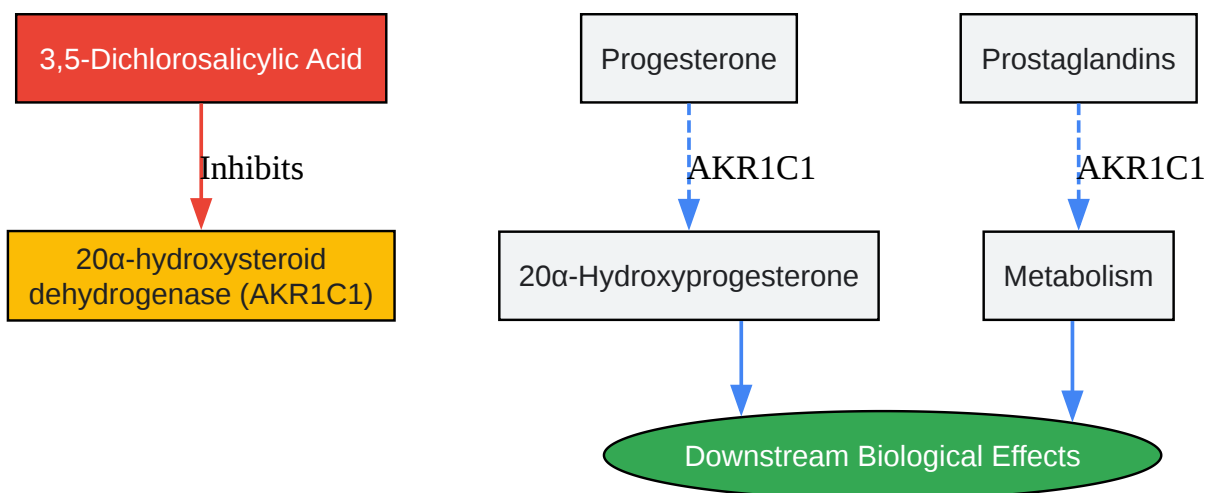 3,5-Dichlorosalicylic Acid
Progesterone
Prostaglandins
Inhibits
AKR1C1
AKR1C1
20α-hydroxysteroid
dehydrogenase (AKR1C1)
20α-Hydroxyprogesterone
Metabolism
Downstream Biological Effects